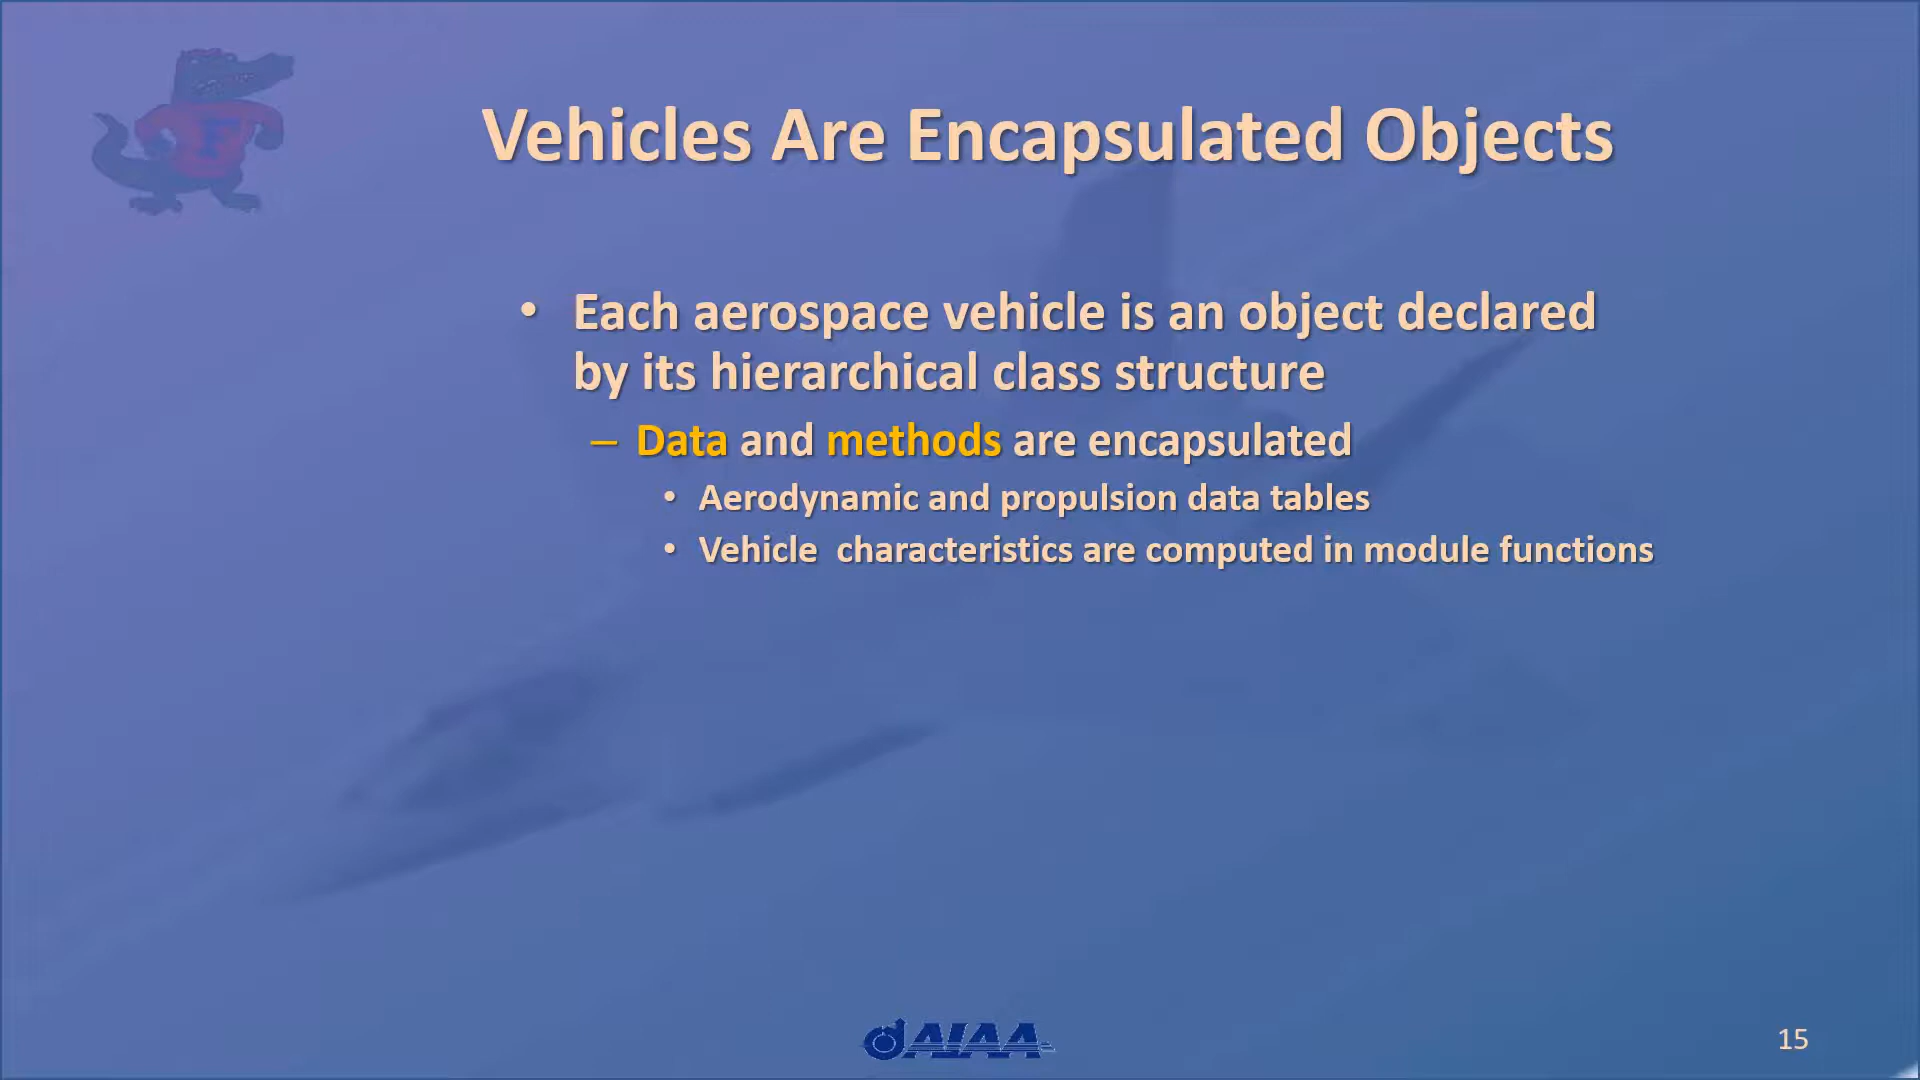 Vehicles Are Encapsulated Objects
• Each aerospace vehicle is an object declared
by its hierarchical class structure
– Data and methods are encapsulated
• Aerodynamic and propulsion data tables
• Vehicle characteristics are computed in module functions
F
AIAA
15